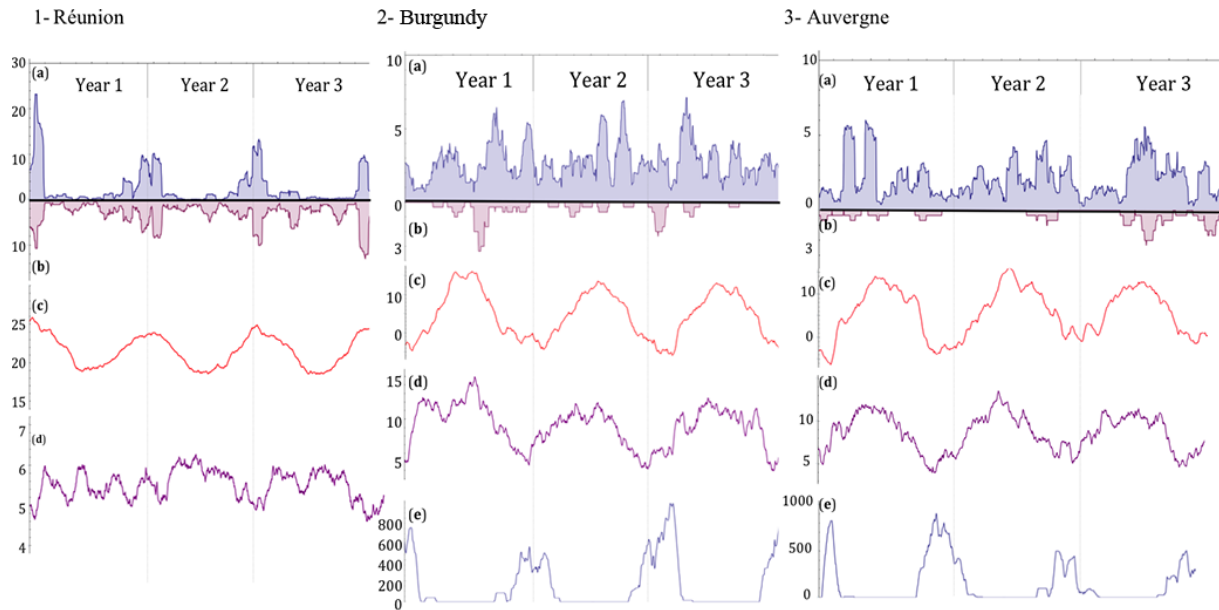 1- Réunion
30
(a)
Year 1
Year 2
Year 3
20
10
0
10
(b)
(c)
25
20
15
7
(d)
6
5
4
2- Burgundy
10
(a)
Year 1
Year 2
Year 3
5
0
(b)
3
(c)
10
0
15
(d)
10
5
(e)
800
600
400
200
0
3- Auvergne
10
(a)
Year 1
Year 2
Year 3
5
0
(b)
3
(c)
10
0
(d)
10
5
1000
(e)
500
0